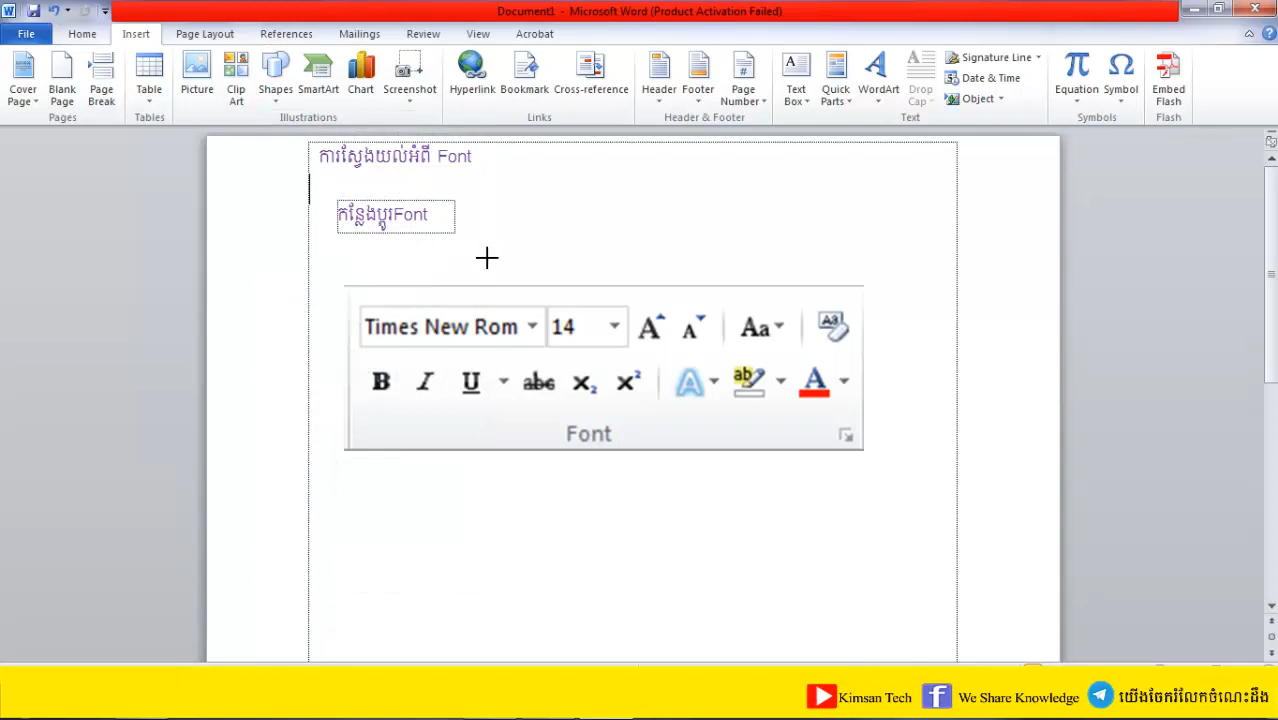 Document1 - Microsoft Word (Product Activation Failed)
File Home Insert Page Layout References Mailings Review View Acrobat
Cover Page Blank Page Page Break Table Picture Clip Art Shapes SmartArt Chart Screenshot Hyperlink Bookmark Cross-reference Header Footer Page Number Text Box Quick Parts WordArt Drop Cap Signature Line Date & Time Object Equation Symbol Embed Flash
Pages Tables Illustrations Links Header & Footer Text Symbols Flash
ការស្វែងយល់អំពី Font
កន្លែងប្ដូរFont
Times New Rom 14 A A Aa
B I U abc x₂ x² A ab A
Font
Kimsan Tech We Share Knowledge យើងចែករំលែកចំណេះដឹង